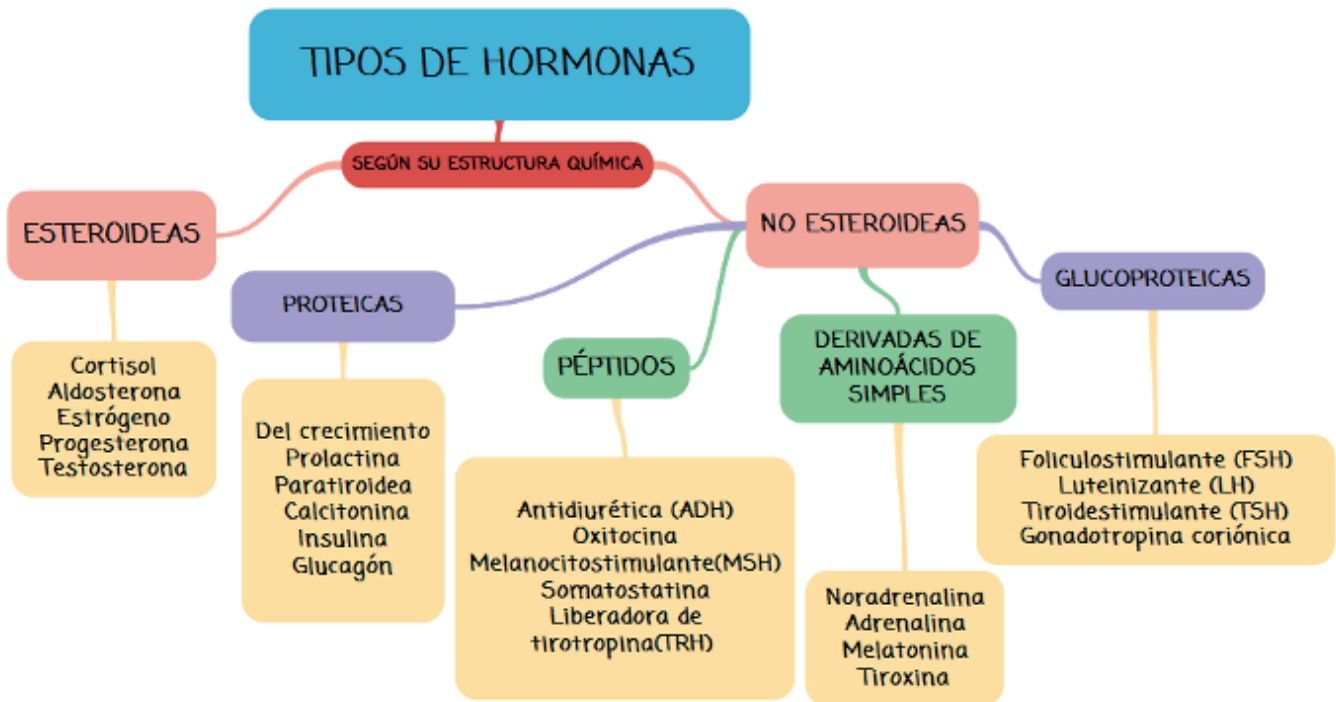 TIPOS DE HORMONAS
SEGÚN SU ESTRUCTURA QUÍMICA
ESTEROIDEAS
Cortisol
Aldosterona
Estrógeno
Progesterona
Testosterona
NO ESTEROIDEAS
PROTEICAS
Del crecimiento
Prolactina
Paratiroidea
Calcitonina
Insulina
Glucagón
PÉPTIDOS
Antidiurética (ADH)
Oxitocina
Melanocitostimulante(MSH)
Somatostatina
Liberadora de
tirotropina(TRH)
DERIVADAS DE
AMINOÁCIDOS
SIMPLES
Noradrenalina
Adrenalina
Melatonina
Tiroxina
GLUCOPROTEICAS
Foliculostimulante (FSH)
Luteinizante (LH)
Tiroidestimulante (TSH)
Gonadotropina coriónica